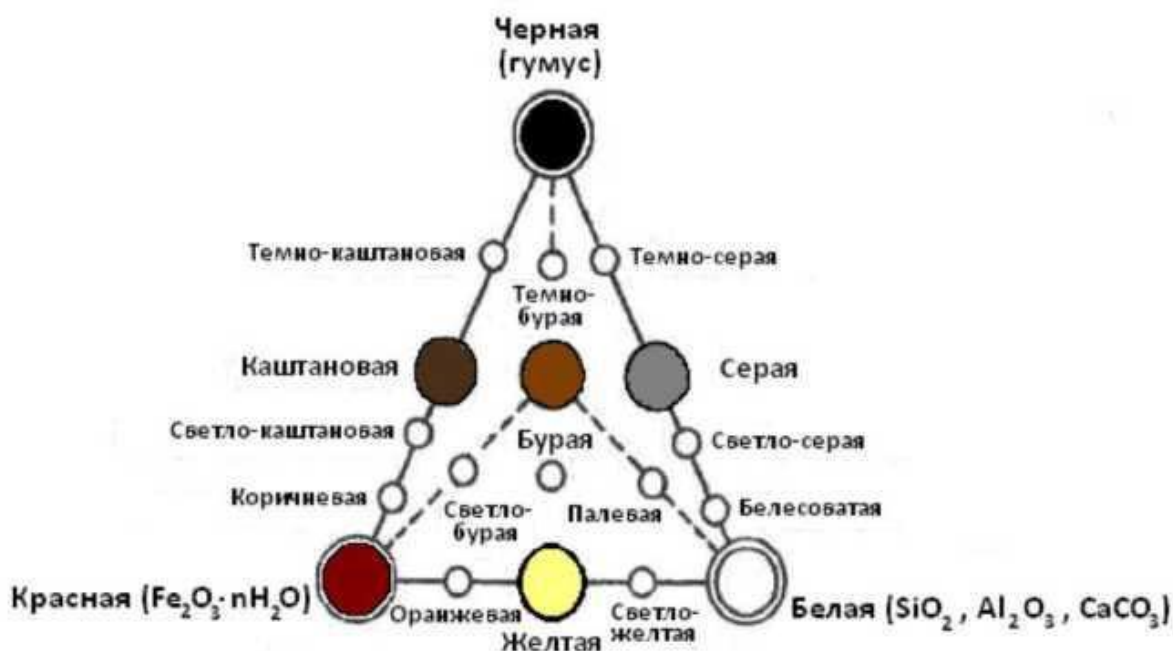 Черная
(гумус)
Темно-каштановая
Темно-серая
Темно-
бурая
Каштановая
Серая
Светло-каштановая
Бурая
Светло-серая
Коричневая
Светло-
бурая
Палевая
Белесоватая
Красная (Fe₂O₃· nH₂O)
Оранжевая
Желтая
Светло-
желтая
Белая (SiO₂ , Al₂O₃ , CaCO₃)